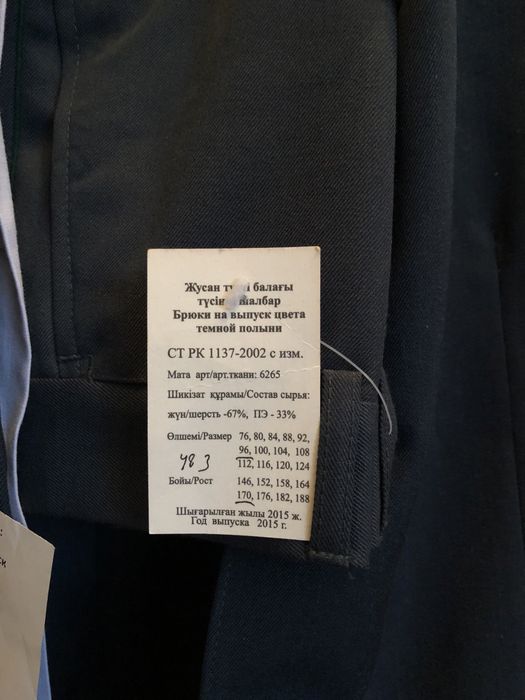 Жусан балағы
Брюки на выпуск цвета
темной полыни
СТ РК 1137-2002 с изм.
Мата арт/арт.ткани: 6265
Шикізат құрамы/Состав сырья:
жүн/шерсть -67%, ПЭ - 33%
Өлшемі/Размер 76, 80, 84, 88, 92,
96, 100, 104, 108
48 3 112, 116, 120, 124
Бойы/Рост 146, 152, 158, 164
170, 176, 182, 188
Шығарылған жылы 2015 ж.
Год выпуска 2015 г.